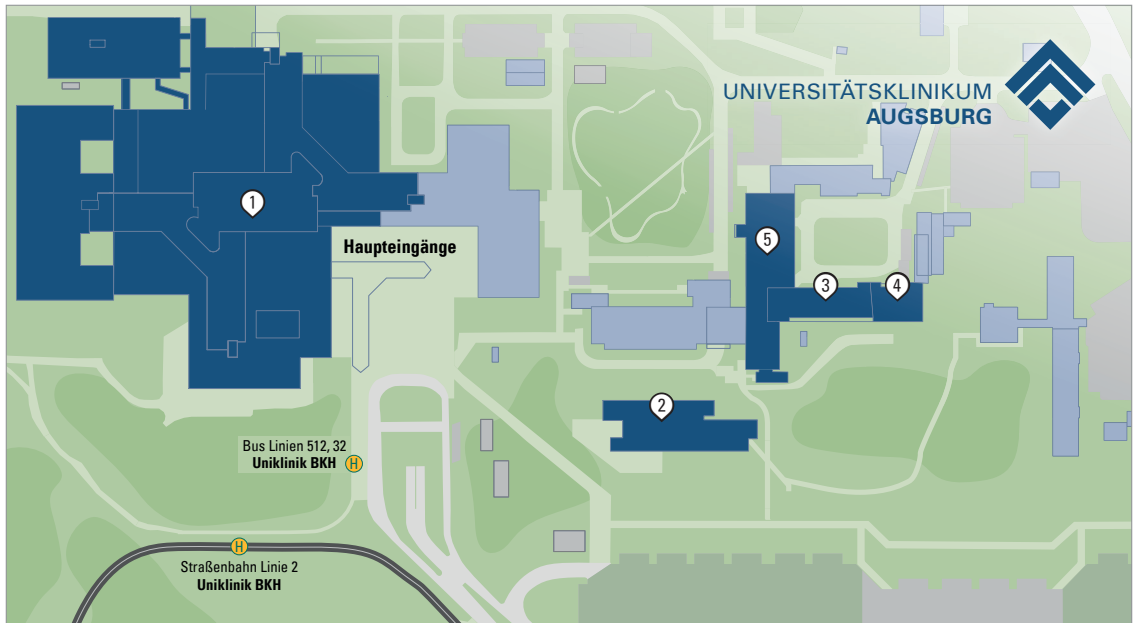 UNIVERSITÄTSKLINIKUM
AUGSBURG
1
Haupteingänge
5
3
4
2
Bus Linien 512, 32
Uniklinik BKH
H
H
Straßenbahn Linie 2
Uniklinik BKH